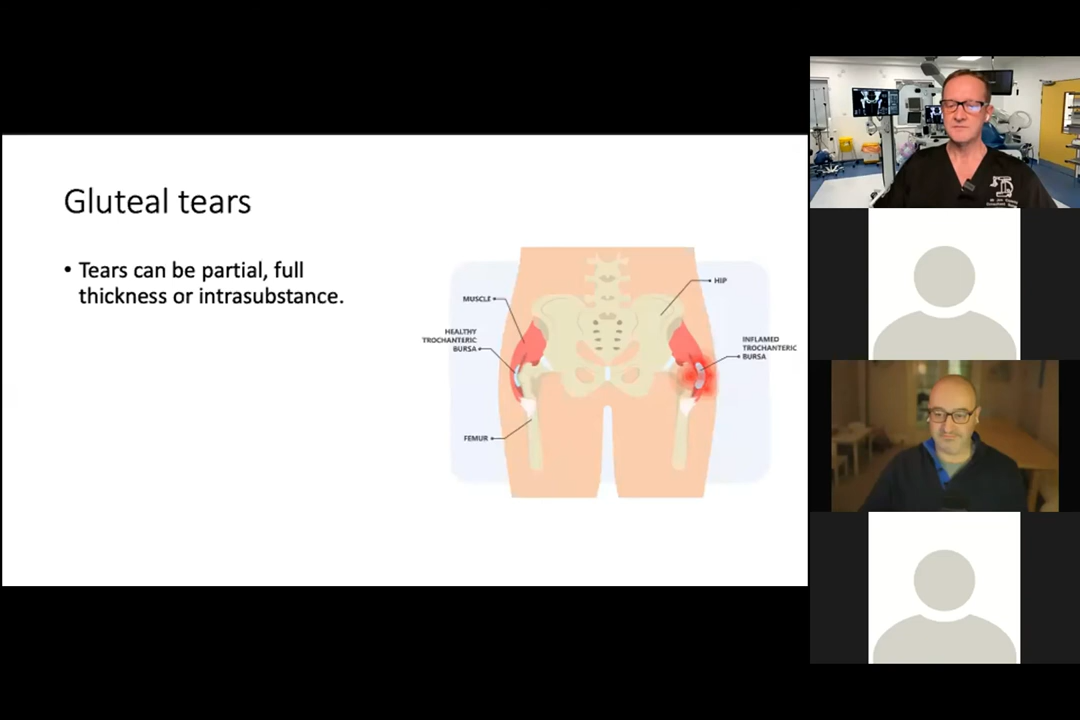 Gluteal tears
• Tears can be partial, full
thickness or intrasubstance.
MUSCLE
HIP
HEALTHY
TROCHANTERIC
BURSA
INFLAMED
TROCHANTERIC
BURSA
FEMUR